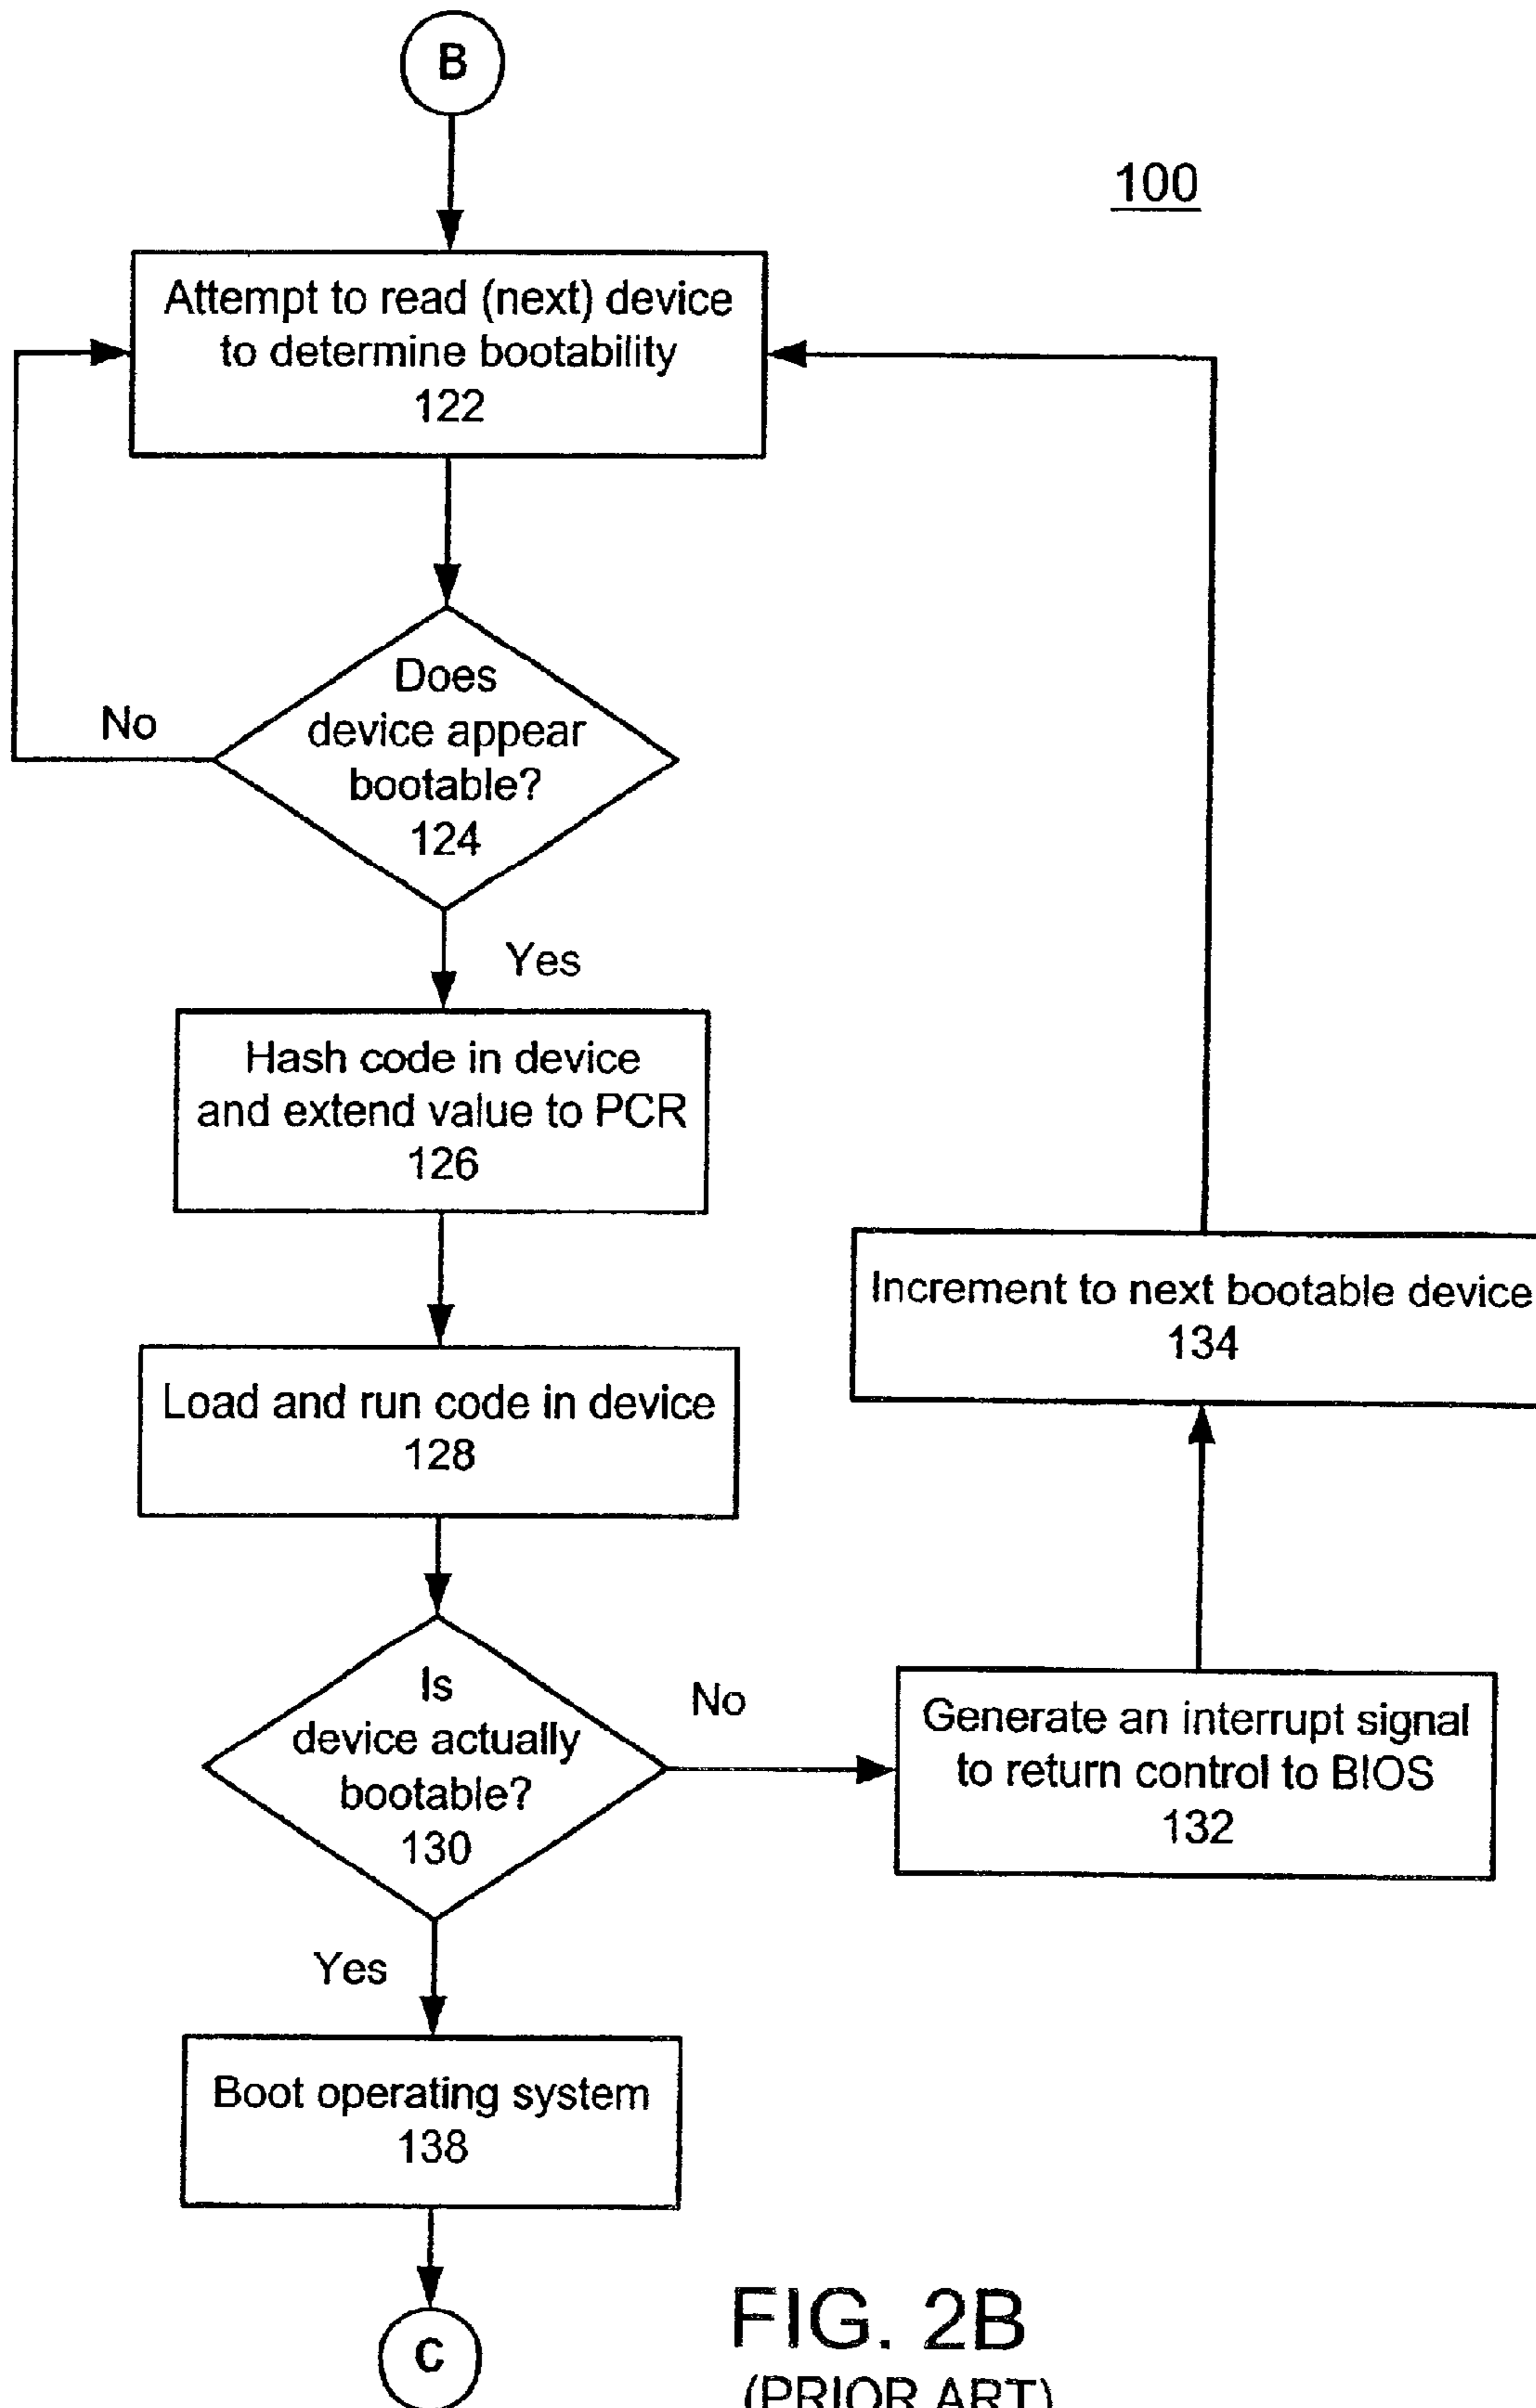 B
100
Attempt to read (next) device
to determine bootability
122
Does
device appear
bootable?
124
No
Yes
Hash code in device
and extend value to PCR
126
Increment to next bootable device
134
Load and run code in device
128
Is
device actually
bootable?
130
No
Generate an interrupt signal
to return control to BIOS
132
Yes
Boot operating system
138
C
FIG. 2B
(PRIOR ART)